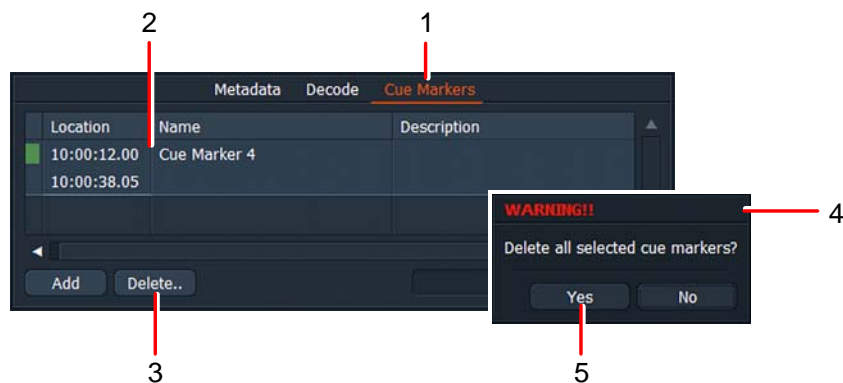 2 1
Metadata Decode Cue Markers
Location Name Description
10:00:12.00 Cue Marker 4
10:00:38.05
WARNING!! 4
Delete all selected cue markers?
Add Delete..
Yes No
3 5